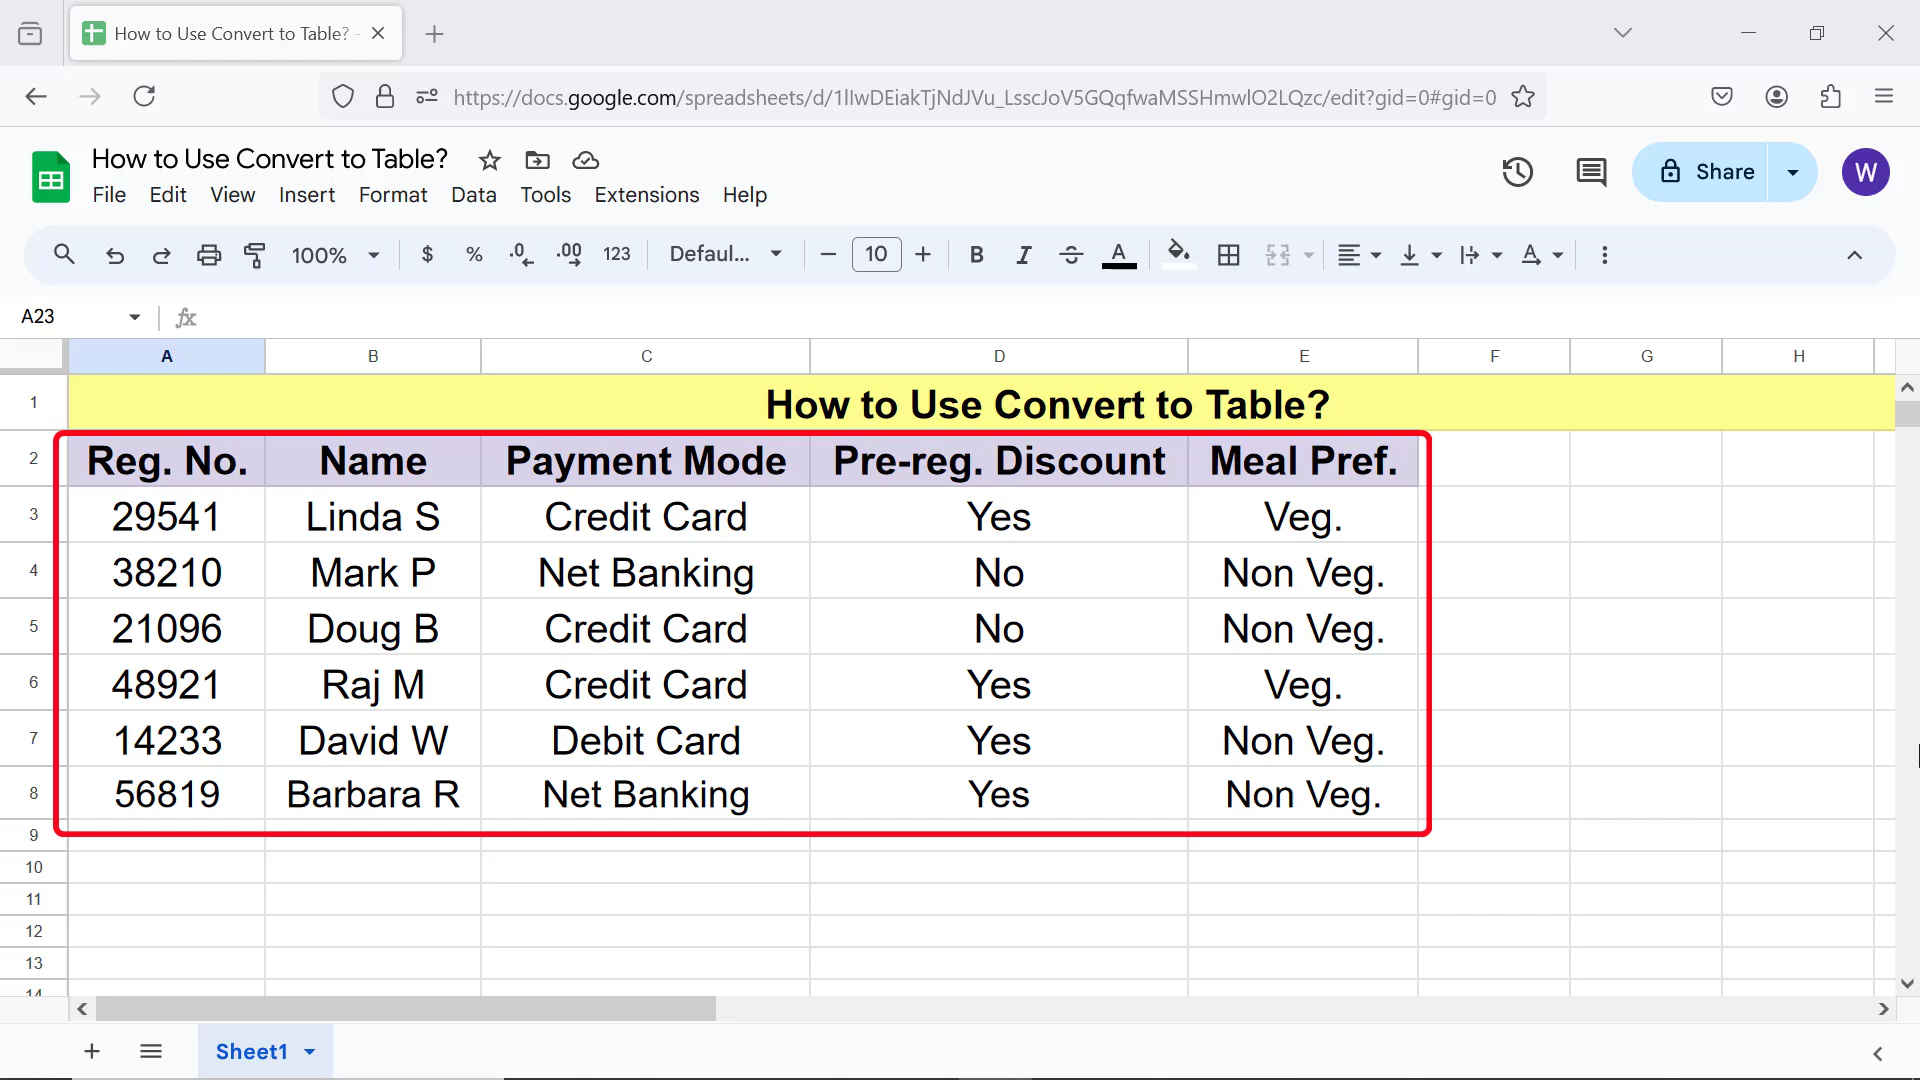 How to Use Convert to Table? -
https://docs.google.com/spreadsheets/d/1lIwDEiakTjNdJVu_LsscJoV5GQqfwaMSSHmwlO2LQzc/edit?gid=0#gid=0
How to Use Convert to Table?
File Edit View Insert Format Data Tools Extensions Help
Share
W
100% $ % .0 .00 123 Defaul... 10 B I S A
A23 fx
A B C D E F G H
1 How to Use Convert to Table?
2 Reg. No. Name Payment Mode Pre-reg. Discount Meal Pref.
3 29541 Linda S Credit Card Yes Veg.
4 38210 Mark P Net Banking No Non Veg.
5 21096 Doug B Credit Card No Non Veg.
6 48921 Raj M Credit Card Yes Veg.
7 14233 David W Debit Card Yes Non Veg.
8 56819 Barbara R Net Banking Yes Non Veg.
9
10
11
12
13
14
Sheet1